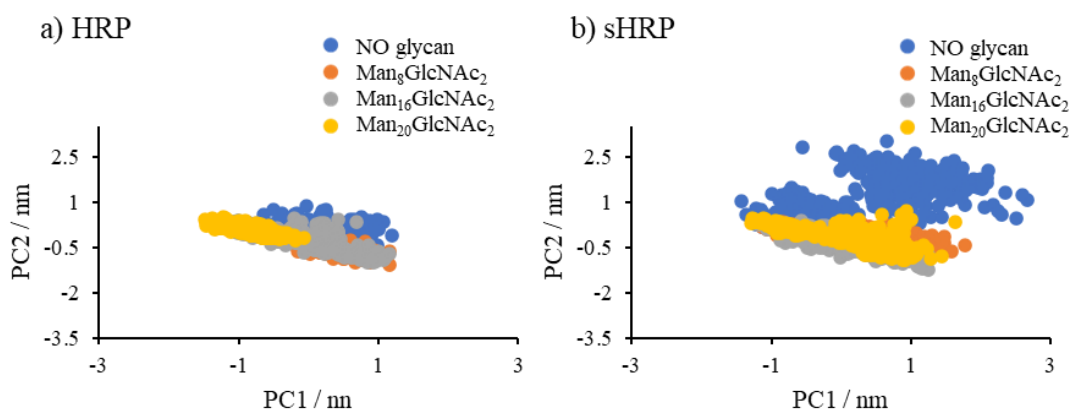 a) HRP
NO glycan
Man₈GlcNAc₂
Man₁₆GlcNAc₂
Man₂₀GlcNAc₂
2.5
1
-0.5
-2
-3.5
-3 -1 1 3
PC2 / nm
PC1 / nn
b) sHRP
NO glycan
Man₈GlcNAc₂
Man₁₆GlcNAc₂
Man₂₀GlcNAc₂
2.5
1
-0.5
-2
-3.5
-3 -1 1 3
PC2 / nm
PC1 / nm